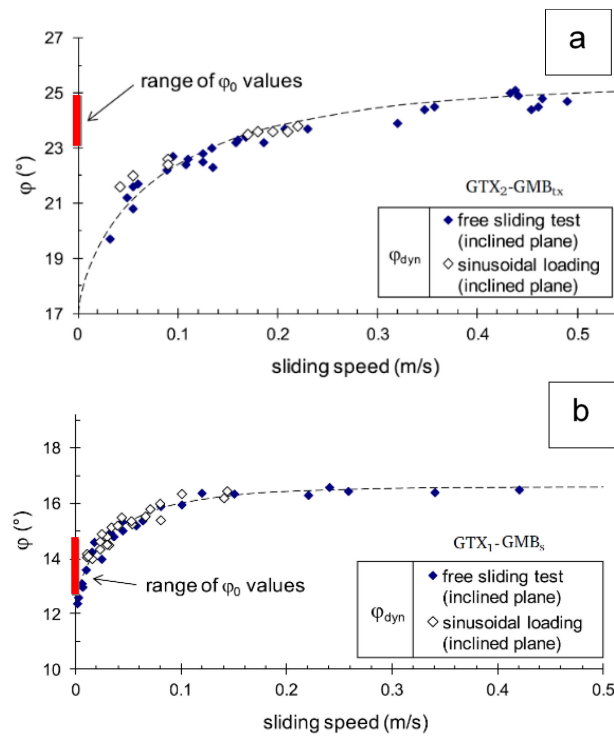 a
27
25
23
21
19
17
φ (°)
range of φ₀ values
GTX₂-GMBₜₓ
φdyn
free sliding test
(inclined plane)
sinusoidal loading
(inclined plane)
0
0.1
0.2
0.3
0.4
0.5
sliding speed (m/s)
b
18
16
14
12
10
φ (°)
range of φ₀ values
GTX₁-GMBₛ
φdyn
free sliding test
(inclined plane)
sinusoidal loading
(inclined plane)
0
0.1
0.2
0.3
0.4
0.5
sliding speed (m/s)